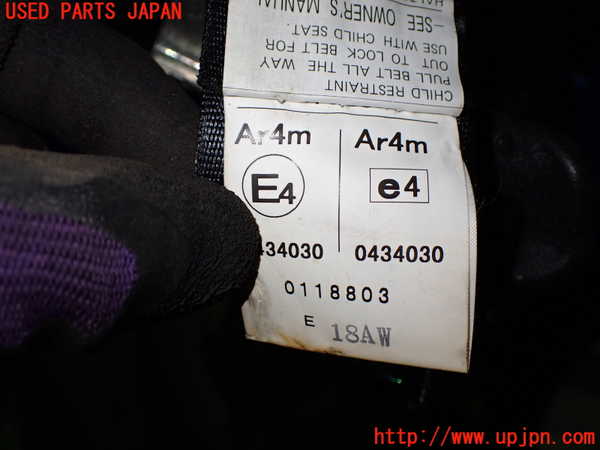 USED PARTS JAPAN
CHILD RESTRAINT
PULL BELT ALL THE WAY
OUT TO LOCK BELT FOR
USE WITH CHILD SEAT.
—SEE OWNER'S MANUAL
Ar4m Ar4m
E4 e4
434030 0434030
0118803
E 18AW
http://www.upjpn.com/